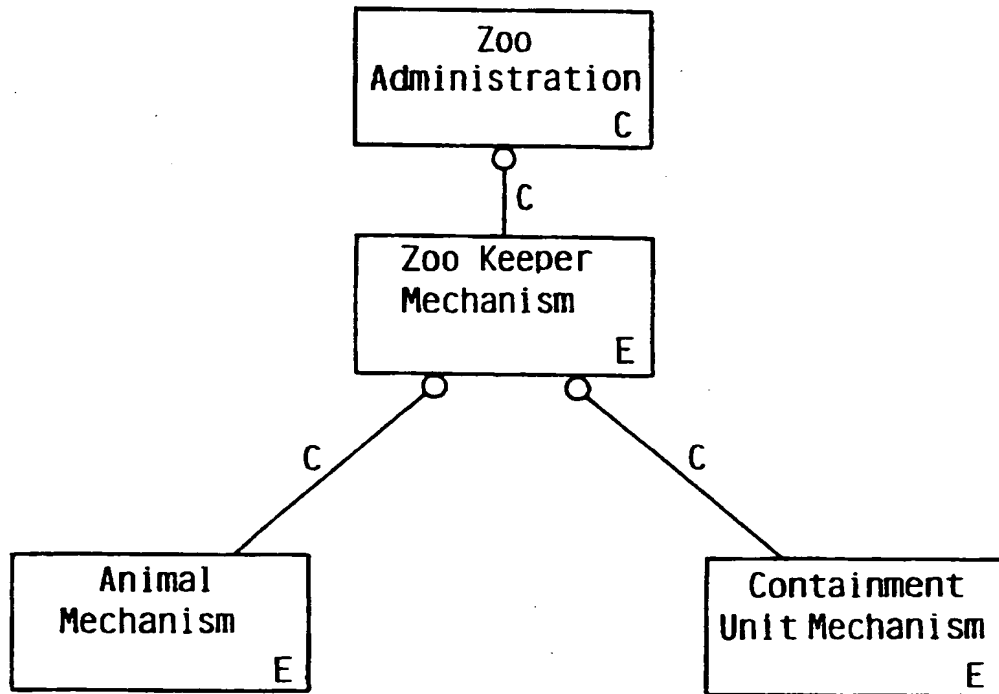 Zoo
Administration
C
C
Zoo Keeper
Mechanism
E
C
C
Animal
Mechanism
E
Containment
Unit Mechanism
E